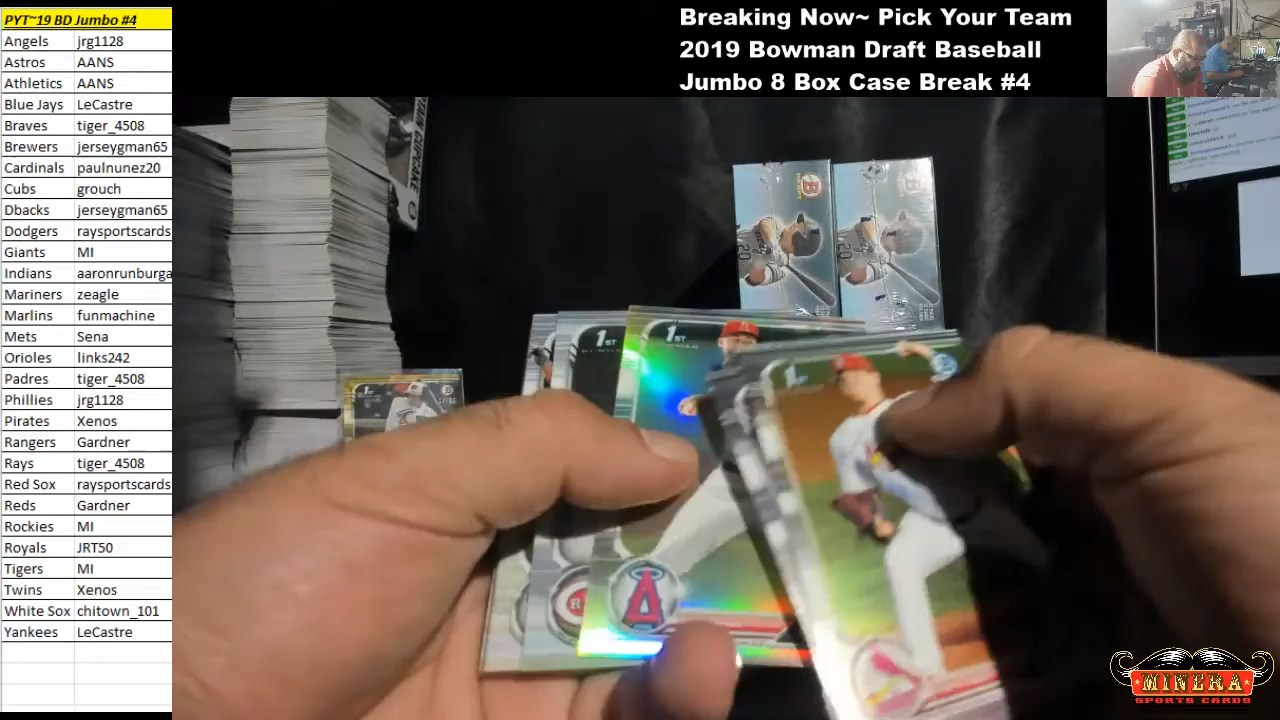 PYT~19 BD Jumbo #4
Angels jrg1128
Astros AANS
Athletics AANS
Blue Jays LeCastre
Braves tiger_4508
Brewers jerseygman65
Cardinals paulnunez20
Cubs grouch
Dbacks jerseygman65
Dodgers raysportscards
Giants MI
Indians aaronrunburga
Mariners zeagle
Marlins funmachine
Mets Sena
Orioles links242
Padres tiger_4508
Phillies jrg1128
Pirates Xenos
Rangers Gardner
Rays tiger_4508
Red Sox raysportscards
Reds Gardner
Rockies MI
Royals JRT50
Tigers MI
Twins Xenos
White Sox chitown_101
Yankees LeCastre
Breaking Now~ Pick Your Team
2019 Bowman Draft Baseball
Jumbo 8 Box Case Break #4
1ST
1ST
1ST
1ST
MINERA
SPORTS CARDS